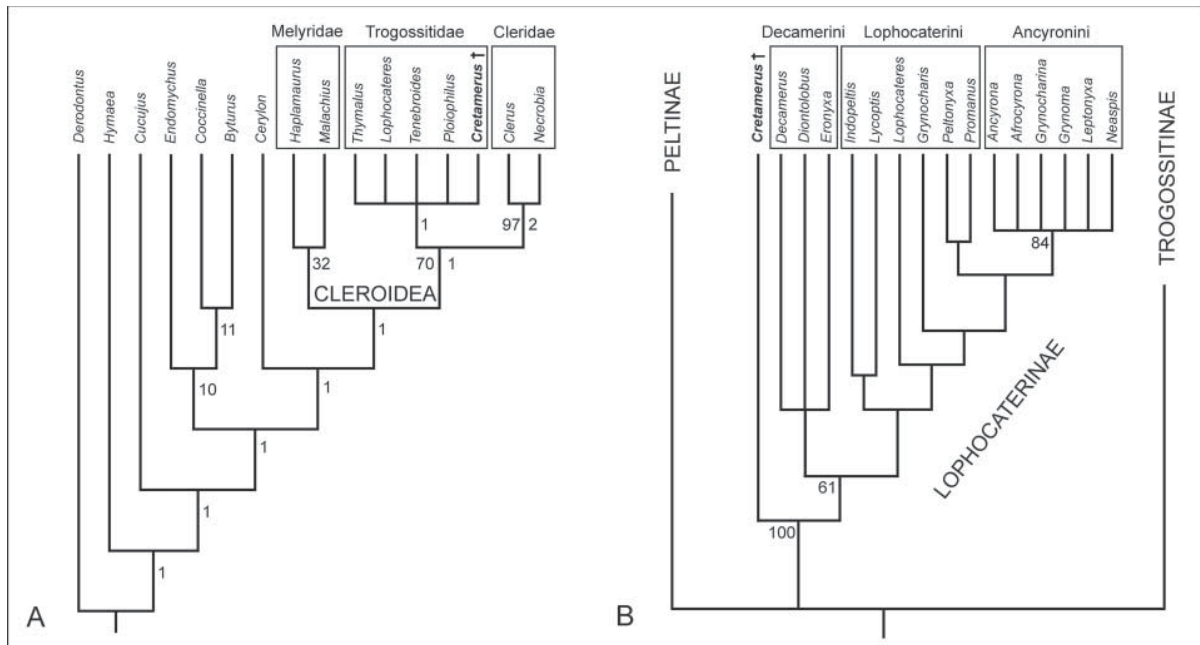 Melyridae Trogossitidae Cleridae
Derodontus
Hymaea
Cucujus
Endomychus
Coccinella
Byturus
Cerylon
Haplamaurus
Malachius
Thymalus
Lophocateres
Tenebroides
Ploiophilus
Cretamerus †
Clerus
Necrobia
1
97 2
32
70 1
CLEROIDEA
11
1
10
1
1
1
1
A
Decamerini Lophocaterini Ancyronini
PELTINAE
Cretamerus †
Decamerus
Diontolobus
Eronyxa
Indopeltis
Lycoptis
Lophocateres
Grynocharis
Peltonyxa
Promanus
Ancyrona
Afrocyrona
Grynocharina
Grynoma
Leptonyxa
Neaspis
TROGOSSITINAE
84
LOPHOCATERINAE
61
100
B